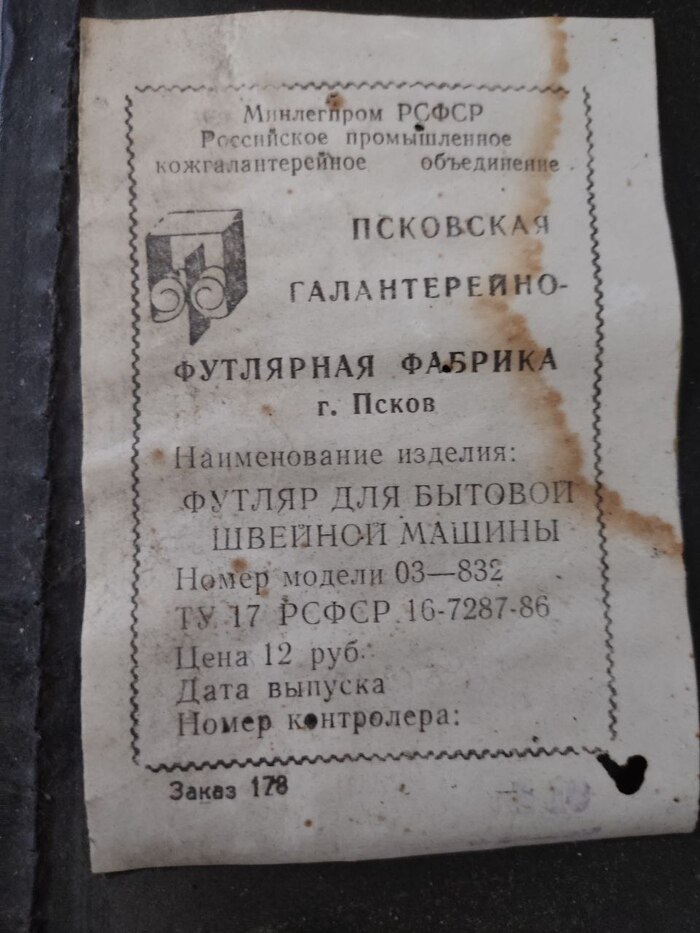 Минлегпром РСФСР
Российское промышленное
кожгалантерейное объединение
ПСКОВСКАЯ
ГАЛАНТЕРЕЙНО-
ФУТЛЯРНАЯ ФАБРИКА
г. Псков
Наименование изделия:
ФУТЛЯР ДЛЯ БЫТОВОЙ
ШВЕЙНОЙ МАШИНЫ
Номер модели 03—832
ТУ 17 РСФСР 16-7287-86
Цена 12 руб.
Дата выпуска
Номер контролера:
Заказ 178